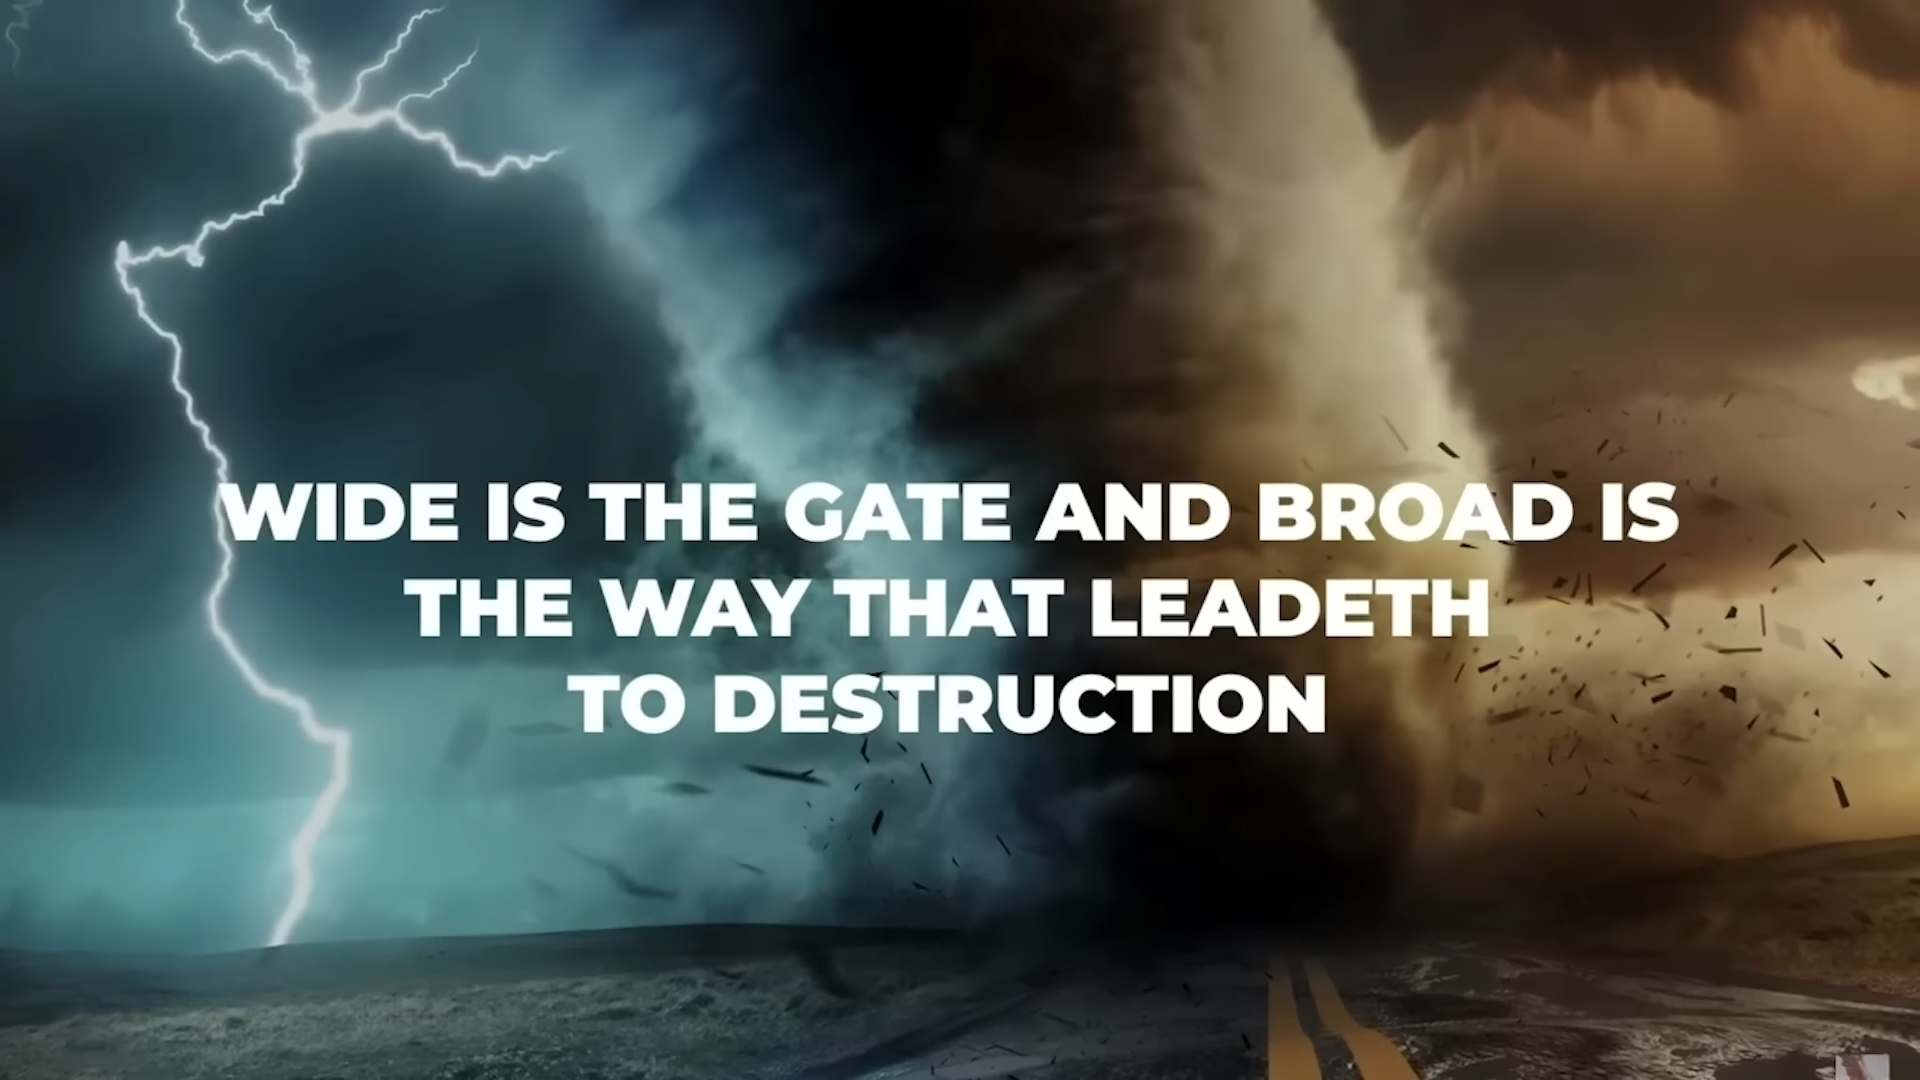 WIDE IS THE GATE AND BROAD IS
THE WAY THAT LEADETH
TO DESTRUCTION